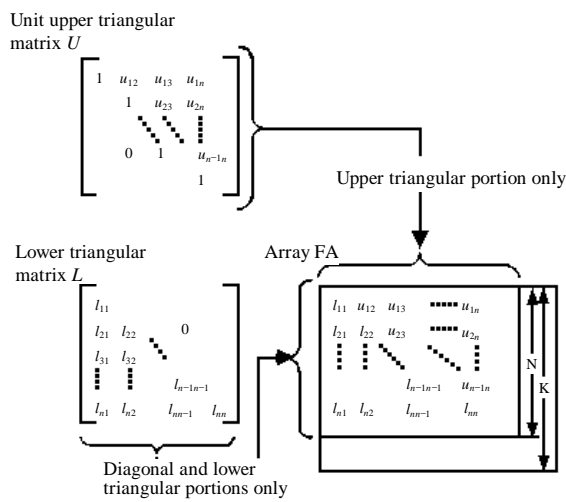 Unit upper triangular
matrix U
1 u12 u13 u1n
1 u23 u2n
0 1 un−1n
1
Upper triangular portion only
Lower triangular
matrix L
l11
l21 l22 0
l31 l32
ln−1n−1
ln1 ln2 lnn−1 lnn
Array FA
l11 u12 u13 u1n
l21 l22 u23 u2n
ln−1n−1 un−1n
ln1 ln2 lnn−1 lnn
N
K
Diagonal and lower
triangular portions only